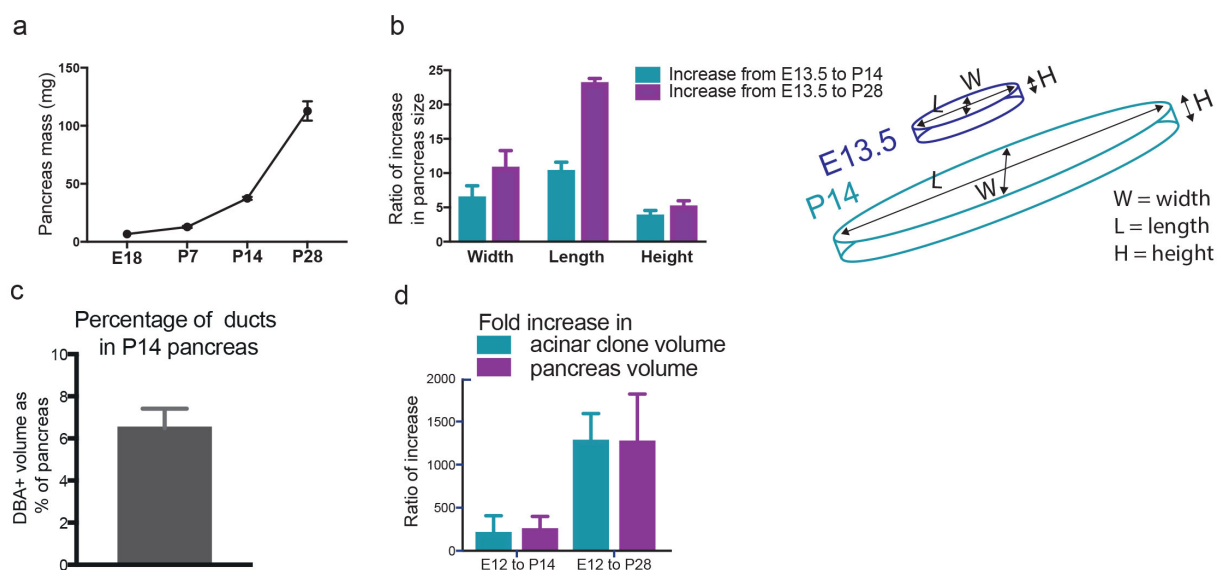 a
Pancreas mass (mg)
150
100
50
0
E18 P7 P14 P28
b
Ratio of increase
in pancreas size
25
20
15
10
5
0
Width Length Height
Increase from E13.5 to P14
Increase from E13.5 to P28
W
L
H
E13.5
H
P14
L
W
W = width
L = length
H = height
c
Percentage of ducts
in P14 pancreas
DBA+ volume as
% of pancreas
10
8
6
4
2
0
d
Fold increase in
acinar clone volume
pancreas volume
Ratio of increase
2000
1500
1000
500
0
E12 to P14 E12 to P28